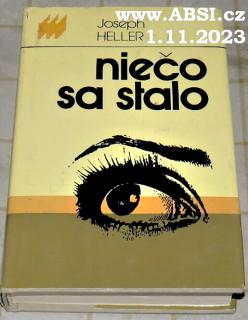 www.ABSI.cz
1.11.2023
Joseph
HELLER
niečo
sa stalo